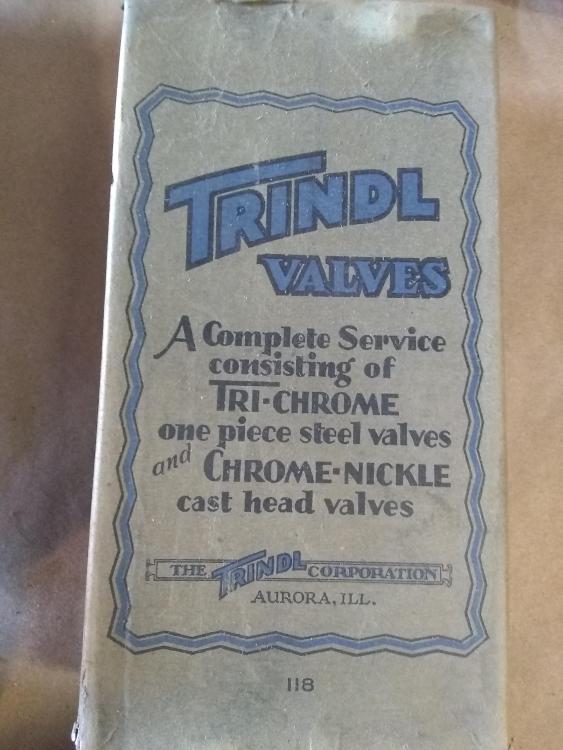 TRINDL
VALVES
A Complete Service
consisting of
TRI-CHROME
one piece steel valves
and CHROME-NICKLE
cast head valves
THE TRINDL CORPORATION
AURORA, ILL.
118